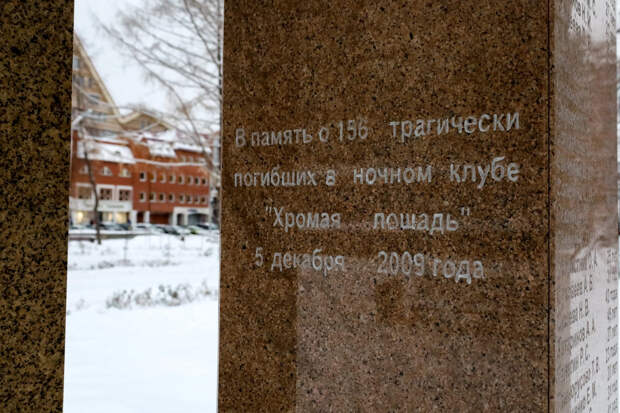 В память о 156 трагически
погибших в ночном клубе
"Хромая лошадь"
5 декабря 2009 года